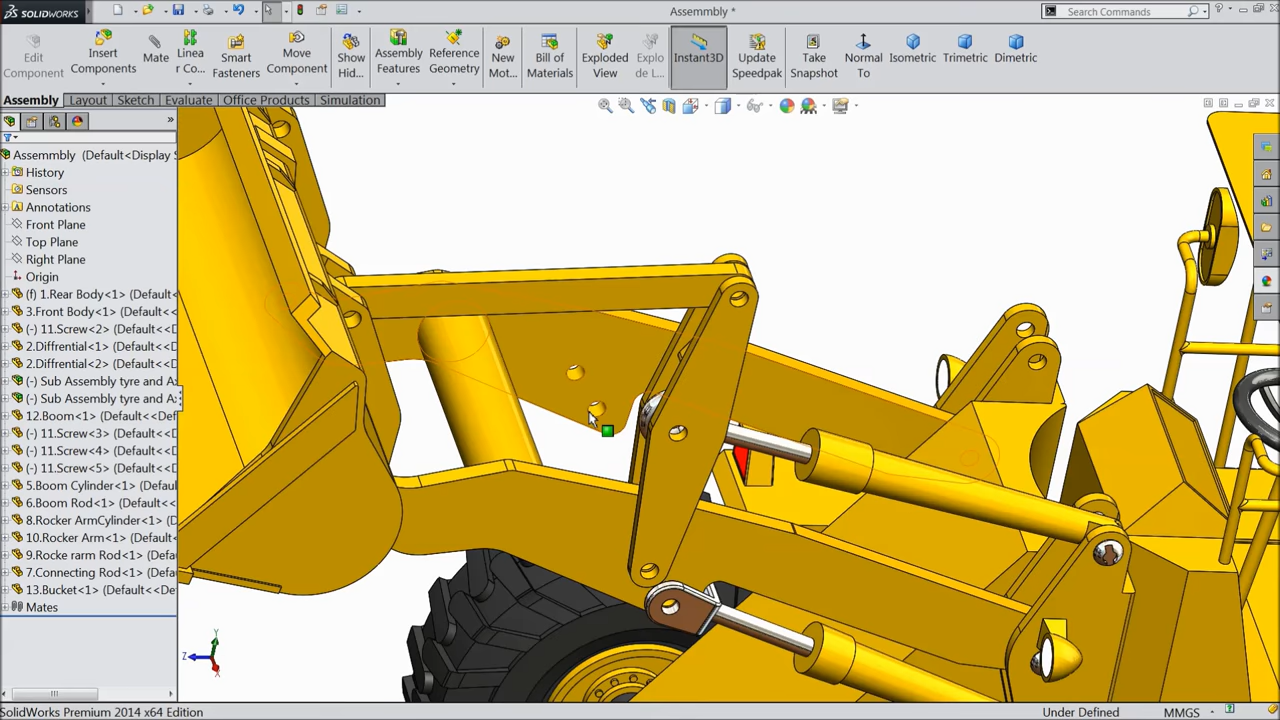 SOLIDWORKS
Assemmbly *
Search Commands
Edit Component
Insert Components
Mate
Linea r Co...
Smart Fasteners
Move Component
Show Hid...
Assembly Features
Reference Geometry
New Mot...
Bill of Materials
Exploded View
Explo de L...
Instant3D
Update Speedpak
Take Snapshot
Normal To
Isometric
Trimetric
Dimetric
Assembly
Layout
Sketch
Evaluate
Office Products
Simulation
Assemmbly (Default<Display S
History
Sensors
Annotations
Front Plane
Top Plane
Right Plane
Origin
(f) 1.Rear Body<1> (Default<
3.Front Body<1> (Default<<
(-) 11.Screw<2> (Default<<D
2.Diffrential<1> (Default<<D
2.Diffrential<2> (Default<<D
(-) Sub Assembly tyre and A
(-) Sub Assembly tyre and A
12.Boom<1> (Default<<Def
(-) 11.Screw<3> (Default<<D
(-) 11.Screw<4> (Default<<D
(-) 11.Screw<5> (Default<<D
5.Boom Cylinder<1> (Defau
6.Boom Rod<1> (Default<<
8.Rocker ArmCylinder<1> (
10.Rocker Arm<1> (Default
9.Rocke rarm Rod<1> (Defa
7.Connecting Rod<1> (Defa
13.Bucket<1> (Default<<De
Mates
Y
Z
X
SolidWorks Premium 2014 x64 Edition
Under Defined
MMGS